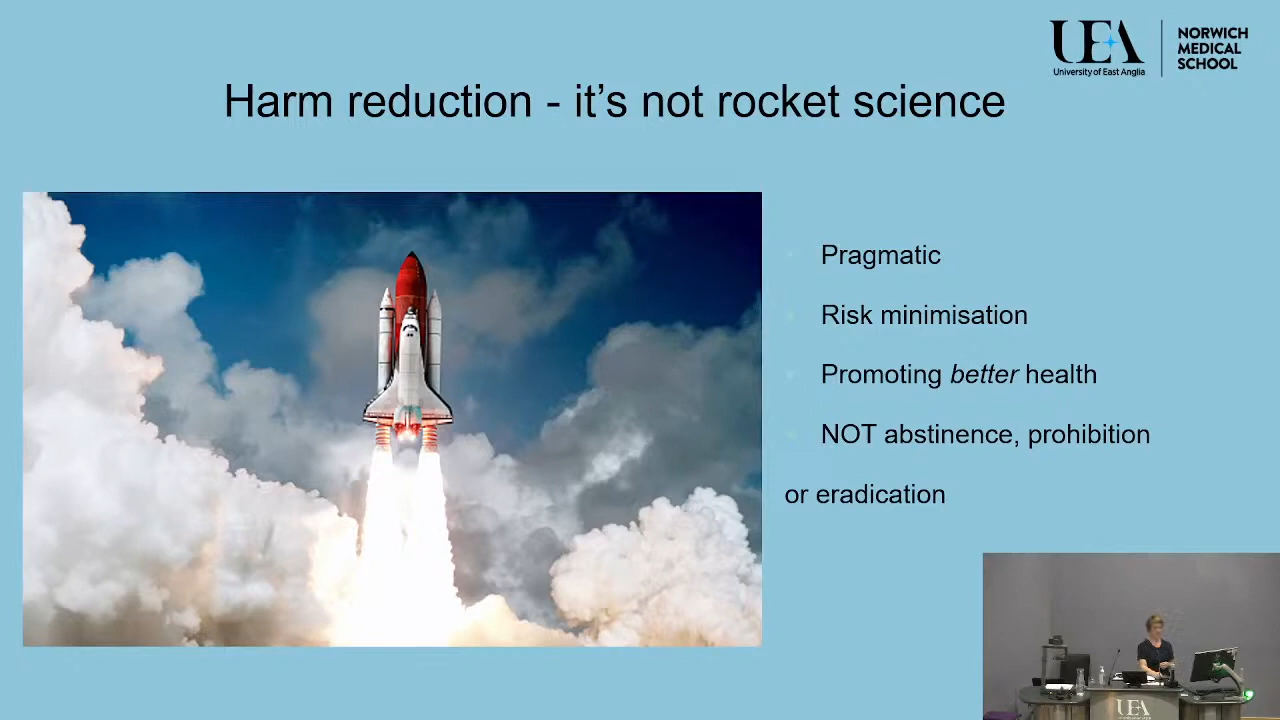 UEA
University of East Anglia
NORWICH
MEDICAL
SCHOOL
Harm reduction - it's not rocket science
Pragmatic
Risk minimisation
Promoting better health
NOT abstinence, prohibition
or eradication
UEA